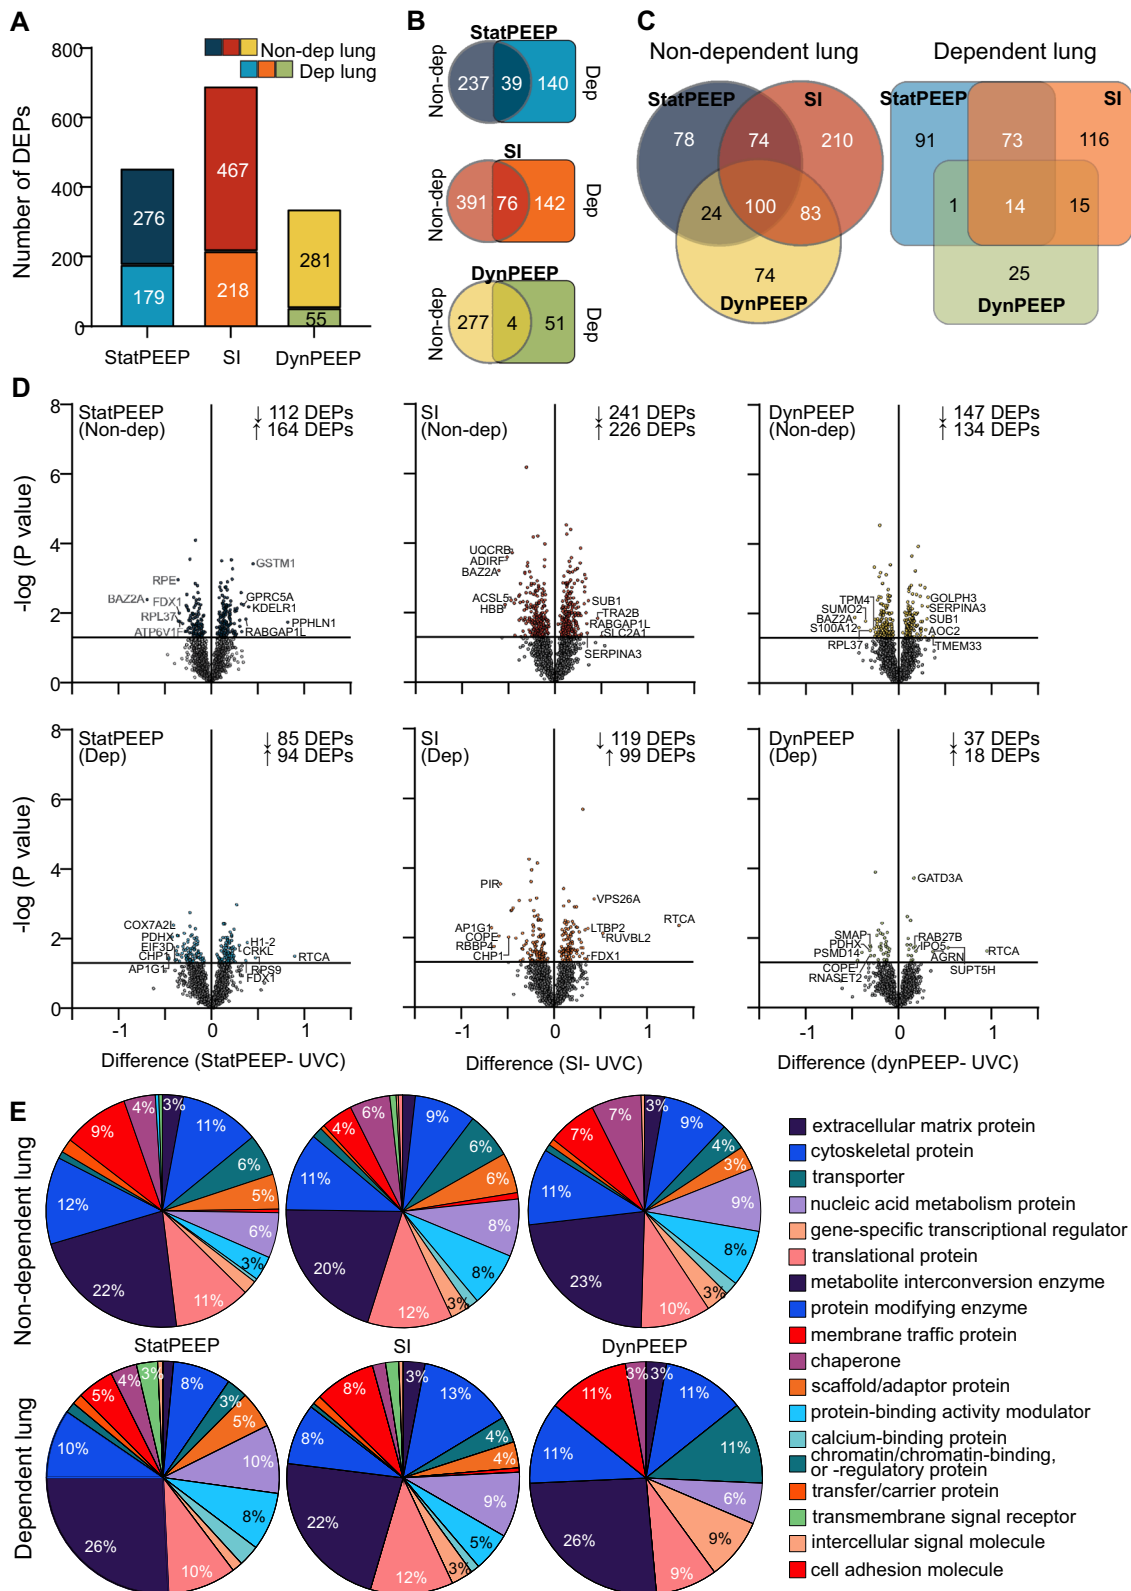 A
800
600
400
200
0
Number of DEPs
Non-dep lung
Dep lung
276
179
467
218
281
55
StatPEEP
SI
DynPEEP
B
StatPEEP
Non-dep
237
39
140
Dep
SI
Non-dep
391
76
142
Dep
DynPEEP
Non-dep
277
4
51
Dep
C
Non-dependent lung
StatPEEP
SI
78
74
210
24
100
83
74
DynPEEP
Dependent lung
StatPEEP
SI
91
73
116
1
14
15
25
DynPEEP
D
-log (P value)
8
6
4
2
0
StatPEEP
(Non-dep)
↓ 112 DEPs
↑ 164 DEPs
GSTM1
RPE
BAZ2A
FDX1
RPL37
ATP6V1F
GPRC5A
KDELR1
PPHLN1
RABGAP1L
SI
(Non-dep)
↓ 241 DEPs
↑ 226 DEPs
UQCRB
ADIRF
BAZ2A
ACSL5
HBB
SUB1
TRA2B
RABGAP1L
SLC2A1
SERPINA3
DynPEEP
(Non-dep)
↓ 147 DEPs
↑ 134 DEPs
TPM4
SUMO2
BAZ2A
S100A12
RPL37
GOLPH3
SERPINA3
SUB1
AOC2
TMEM33
-log (P value)
8
6
4
2
0
StatPEEP
(Dep)
↓ 85 DEPs
↑ 94 DEPs
COX7A2L
PDHX
EIF3D
CHP1
AP1G1
H1-2
CRKL
RTCA
RPS9
FDX1
-1
0
1
Difference (StatPEEP- UVC)
SI
(Dep)
↓ 119 DEPs
↑ 99 DEPs
PIR
VPS26A
AP1G1
COPE
RBBP4
CHP1
LTBP2
RUVBL2
RTCA
FDX1
-1
0
1
Difference (SI- UVC)
DynPEEP
(Dep)
↓ 37 DEPs
↑ 18 DEPs
GATD3A
SMAP
PDHX
PSMD14
COPE
RNASET2
RAB27B
IPO5
AGRN
RTCA
SUPT5H
-1
0
1
Difference (dynPEEP- UVC)
E
Non-dependent lung
3%
11%
6%
5%
6%
3%
11%
22%
12%
9%
4%
StatPEEP
9%
6%
6%
8%
8%
3%
12%
20%
11%
4%
6%
SI
3%
9%
4%
3%
9%
8%
3%
10%
23%
11%
7%
7%
DynPEEP
Dependent lung
8%
3%
5%
10%
8%
10%
26%
10%
5%
4%
3%
3%
13%
4%
4%
9%
5%
3%
12%
22%
8%
8%
3%
11%
11%
6%
9%
9%
26%
11%
11%
3%
extracellular matrix protein
cytoskeletal protein
transporter
nucleic acid metabolism protein
gene-specific transcriptional regulator
translational protein
metabolite interconversion enzyme
protein modifying enzyme
membrane traffic protein
chaperone
scaffold/adaptor protein
protein-binding activity modulator
calcium-binding protein
chromatin/chromatin-binding,
or -regulatory protein
transfer/carrier protein
transmembrane signal receptor
intercellular signal molecule
cell adhesion molecule